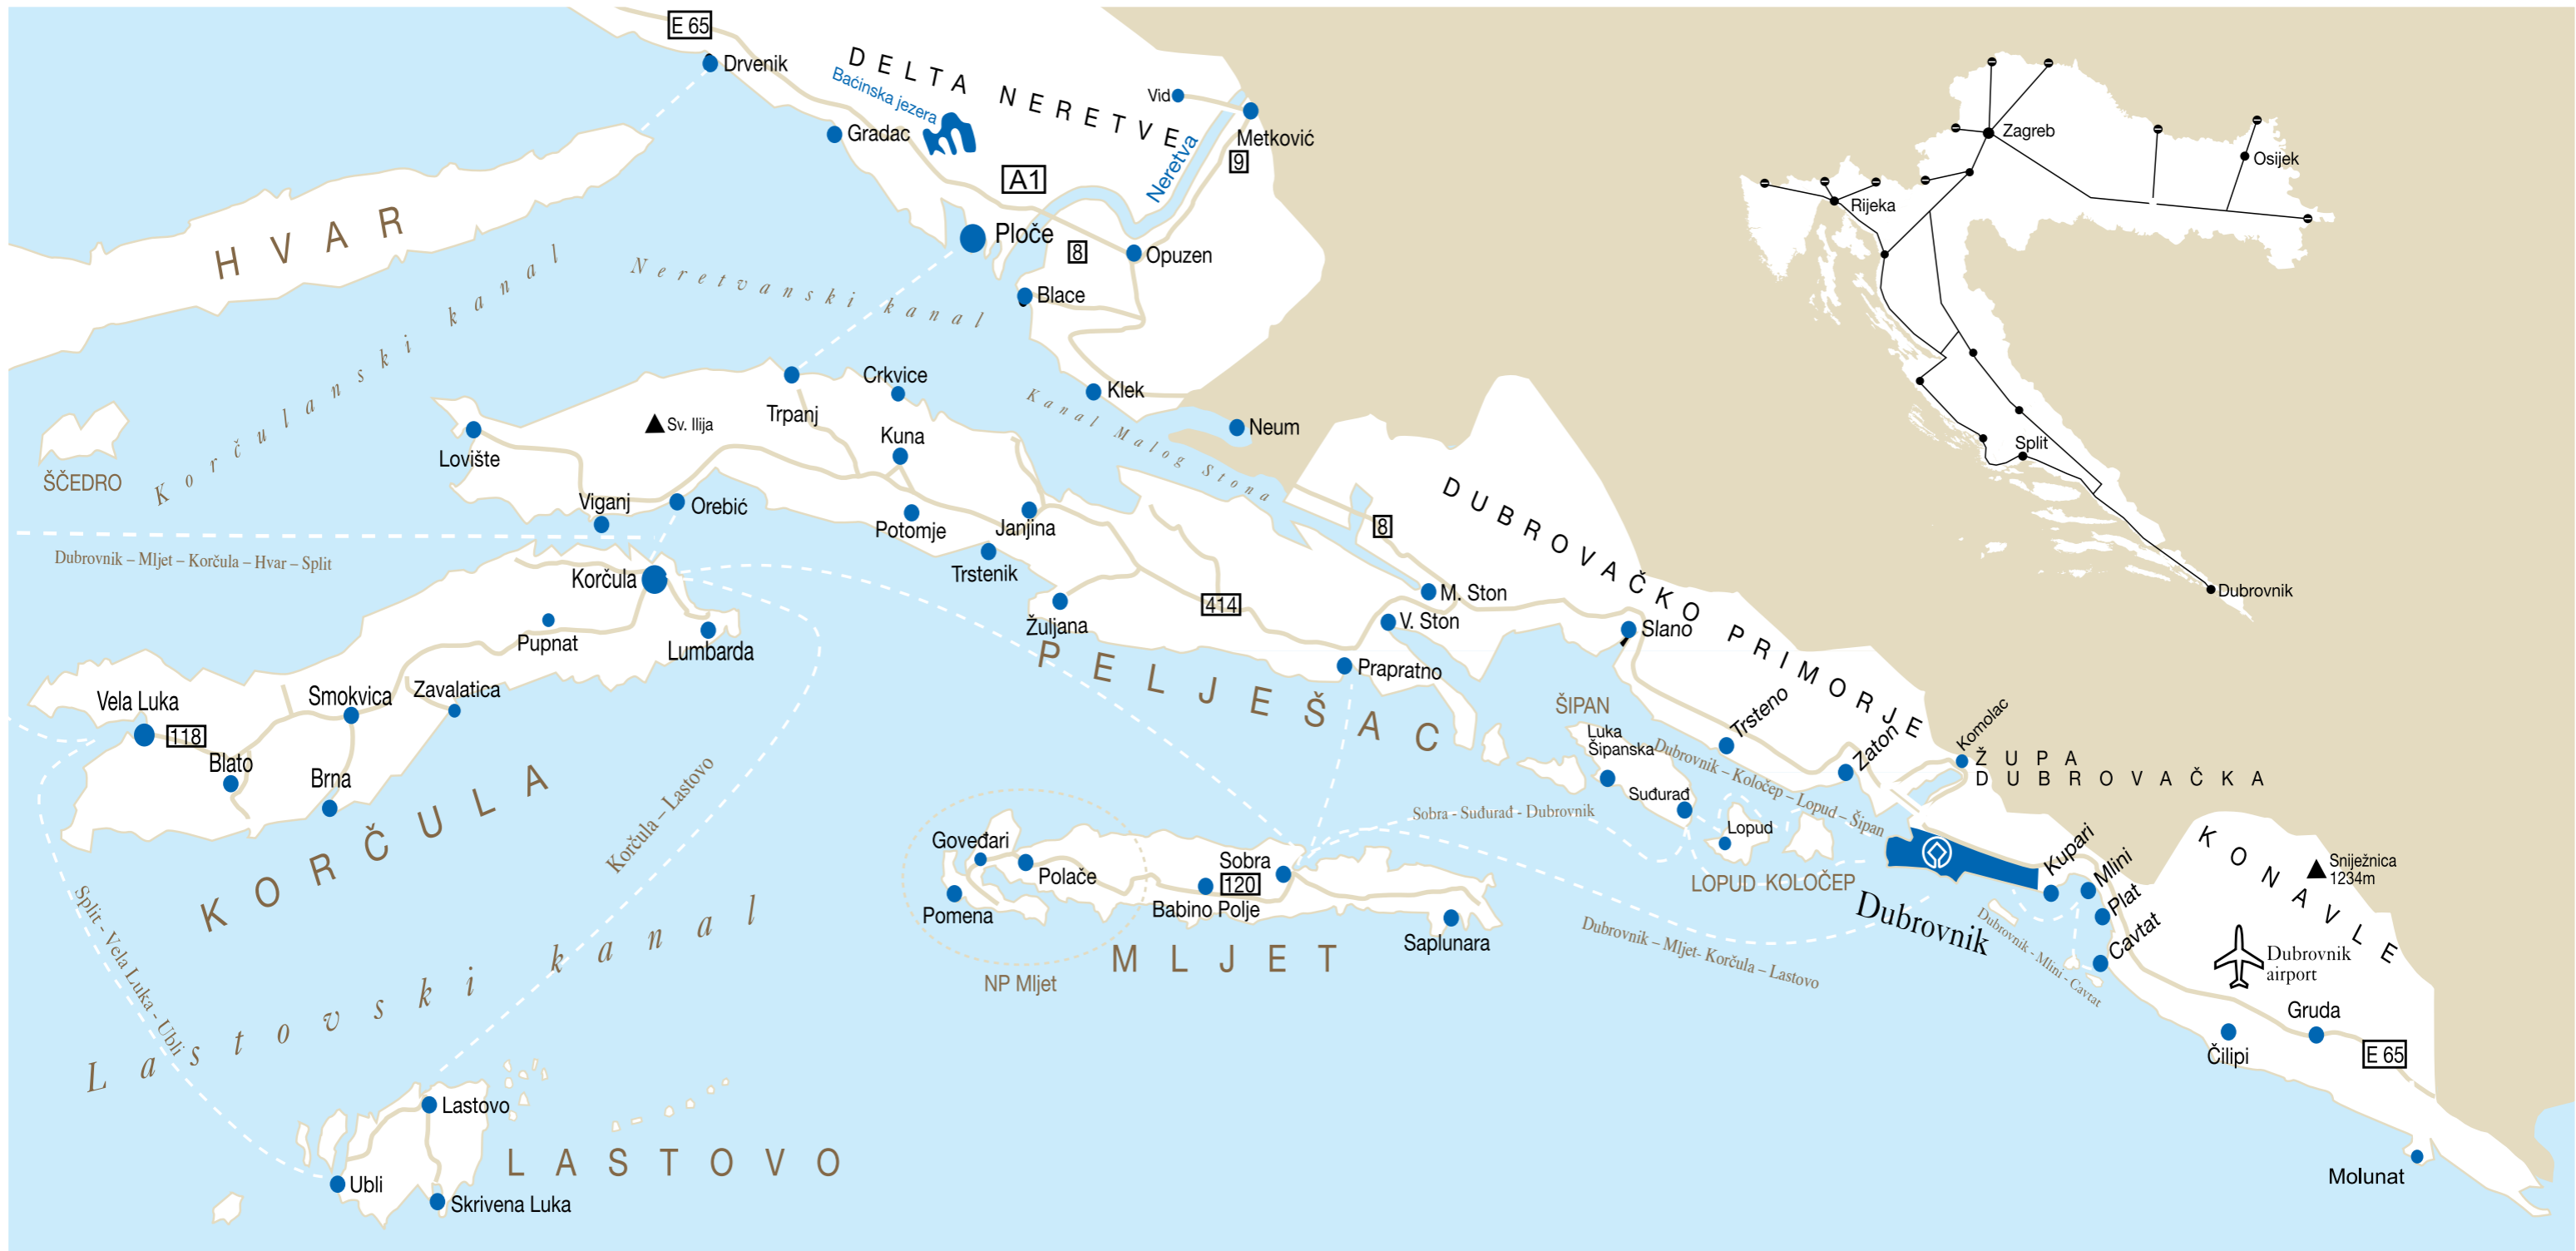 E 65
Drvenik
DELTA NERETVE
Baćinska jezera
Gradac
Vid
Metković
9
Neretva
A1
Ploče
8
Opuzen
Blace
HVAR
Korčulanski kanal
Neretvanski kanal
ŠĆEDRO
Crkvice
Klek
Neum
Kanal Malog Stona
Trpanj
Sv. Ilija
Kuna
Lovište
Viganj
Orebić
Potomje
Janjina
Trstenik
Žuljana
414
8
M. Ston
V. Ston
Prapratno
PELJEŠAC
DUBROVAČKO PRIMORJE
Slano
Dubrovnik – Mljet – Korčula – Hvar – Split
Korčula
Pupnat
Lumbarda
Vela Luka
118
Smokvica
Zavalatica
Blato
Brna
KORČULA
Korčula – Lastovo
Split - Vela Luka - Ubli
Lastovski kanal
Lastovo
LASTOVO
Ubli
Skrivena Luka
Goveđari
Polače
Pomena
NP Mljet
Sobra
120
Babino Polje
Saplunara
MLJET
Sobra - Suđurađ - Dubrovnik
ŠIPAN
Luka
Šipanska
Suđurađ
Dubrovnik – Koločep – Lopud – Šipan
Lopud
LOPUD
KOLOČEP
Trsteno
Zaton
Komolac
ŽUPA
DUBROVAČKA
Dubrovnik
Dubrovnik – Mljet- Korčula – Lastovo
Dubrovnik - Mlini - Cavtat
Kupari
Mlini
Plat
Cavtat
KONAVLE
Sniježnica
1234m
Dubrovnik
airport
Gruda
Čilipi
E 65
Molunat
Zagreb
Osijek
Rijeka
Split
Dubrovnik